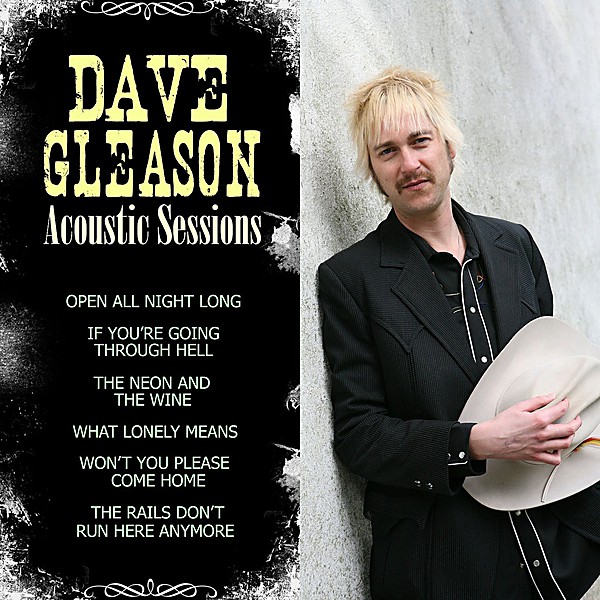 DAVE
GLEASON
Acoustic Sessions
OPEN ALL NIGHT LONG
IF YOU'RE GOING
THROUGH HELL
THE NEON AND
THE WINE
WHAT LONELY MEANS
WON'T YOU PLEASE
COME HOME
THE RAILS DON'T
RUN HERE ANYMORE